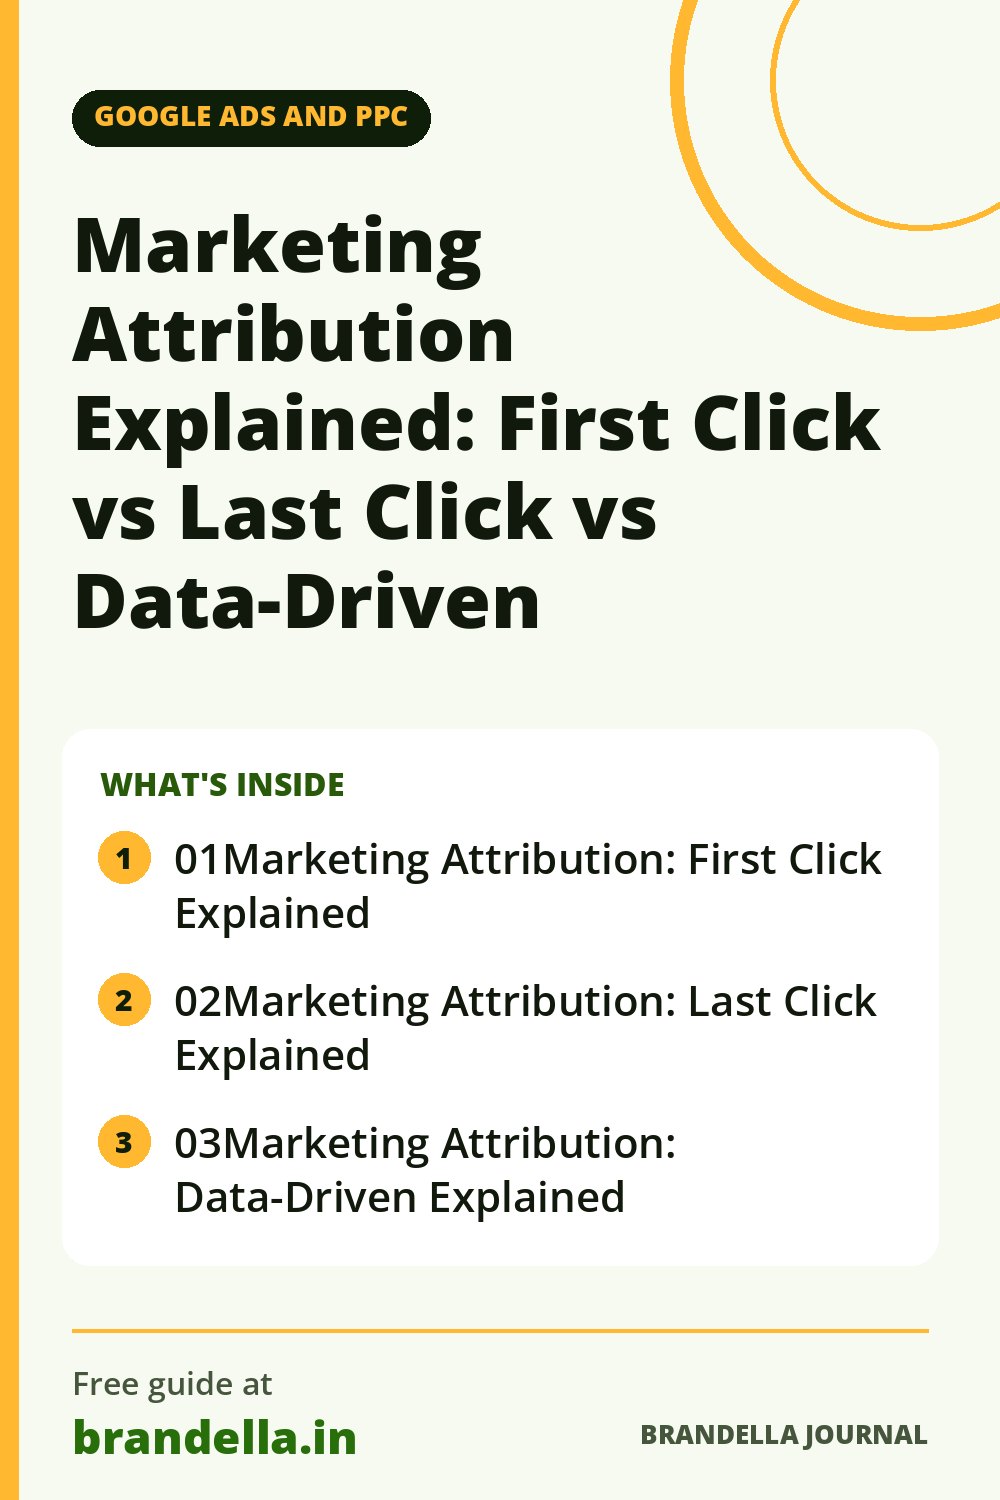 GOOGLE ADS AND PPC
Marketing
Attribution
Explained: First Click
vs Last Click vs
Data-Driven
WHAT'S INSIDE
1 01Marketing Attribution: First Click
Explained
2 02Marketing Attribution: Last Click
Explained
3 03Marketing Attribution:
Data-Driven Explained
Free guide at
brandella.in
BRANDELLA JOURNAL